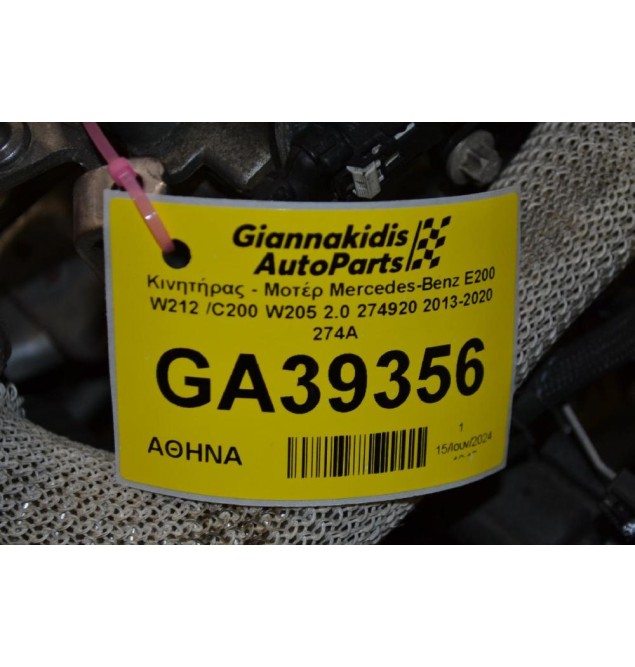 Giannakidis
AutoParts
Κινητήρας - Μοτέρ Mercedes-Benz E200
W212 /C200 W205 2.0 274920 2013-2020
274A
GA39356
ΑΘΗΝΑ
1
15/Ιουν/2024